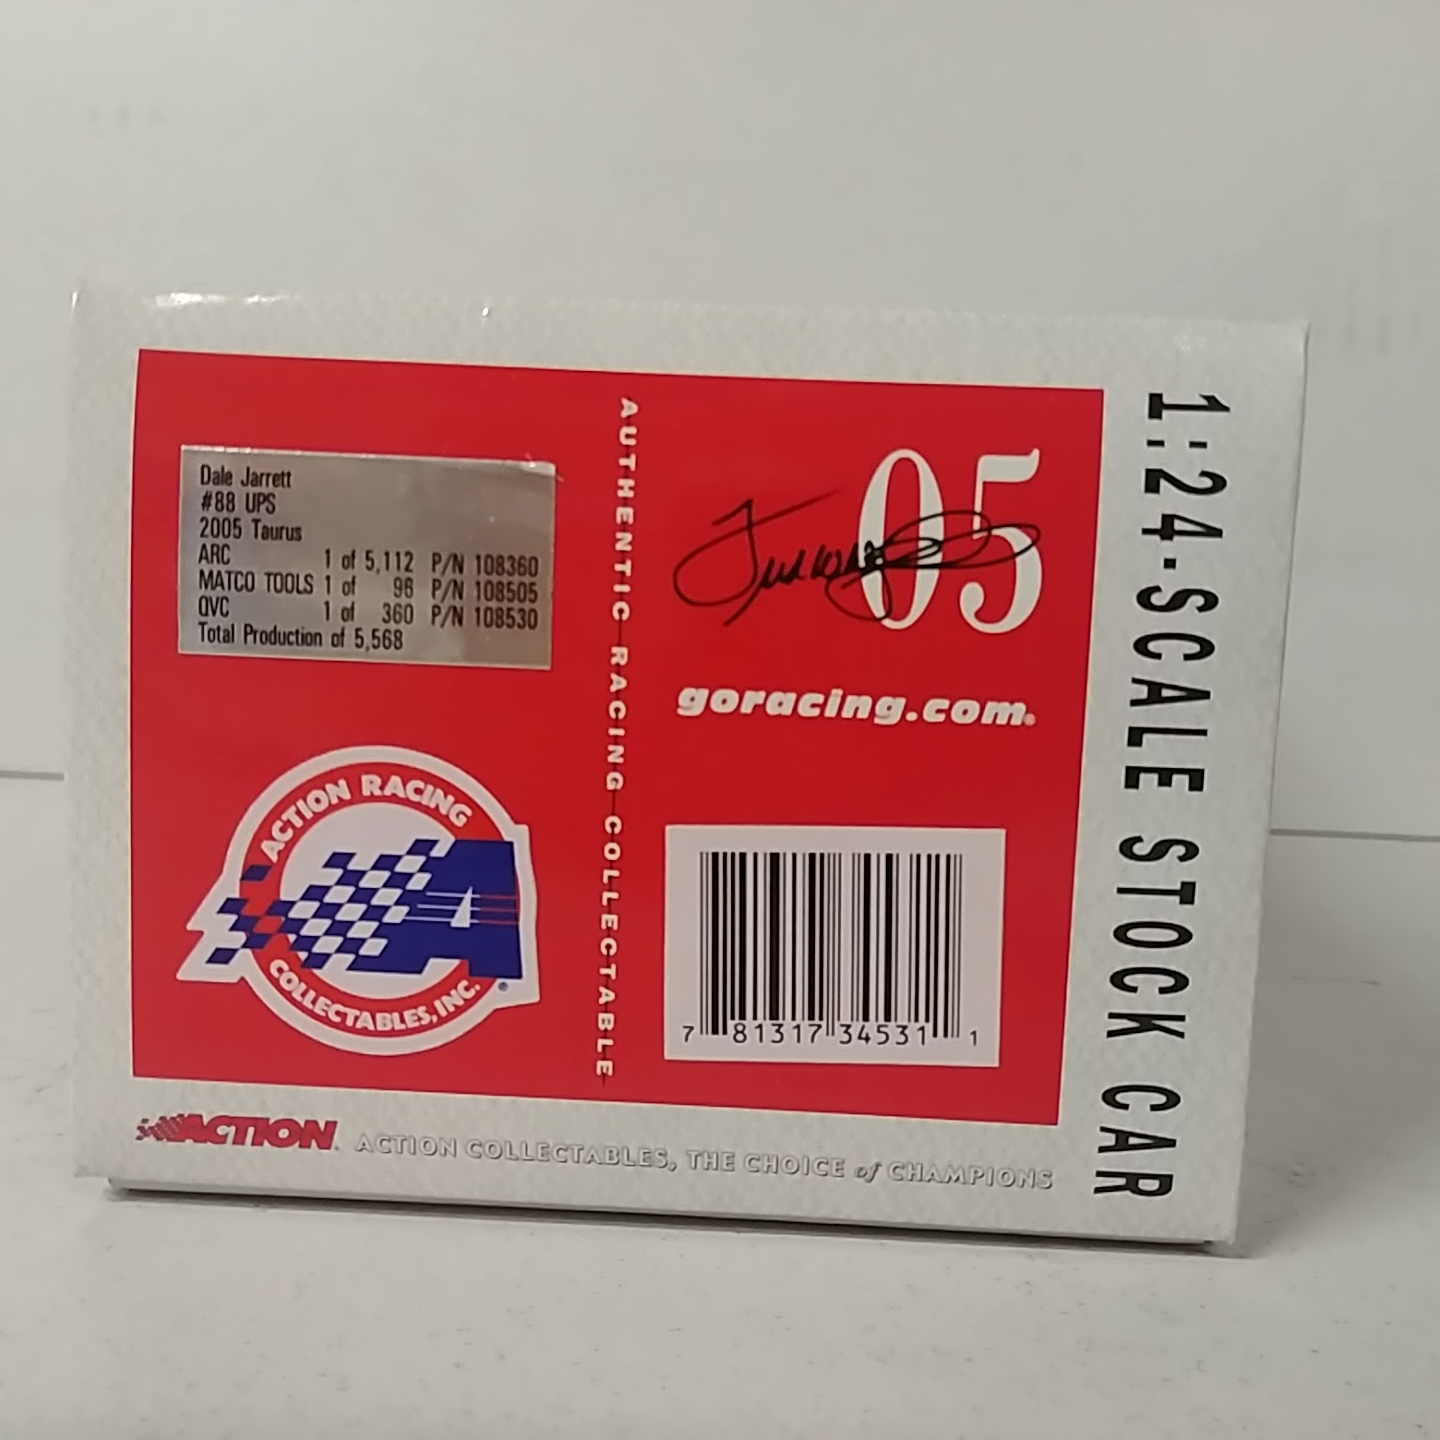 Dale Jarrett
#88 UPS
2005 Taurus
ARC 1 of 5,112 P/N 108360
MATCO TOOLS 1 of 96 P/N 108505
QVC 1 of 360 P/N 108530
Total Production of 5,568
ACTION RACING
COLLECTABLES, INC.®
AUTHENTIC RACING COLLECTABLE
05
goracing.com®
7 81317 34531 1
1:24-SCALE STOCK CAR
ACTION
ACTION COLLECTABLES, THE CHOICE of CHAMPIONS